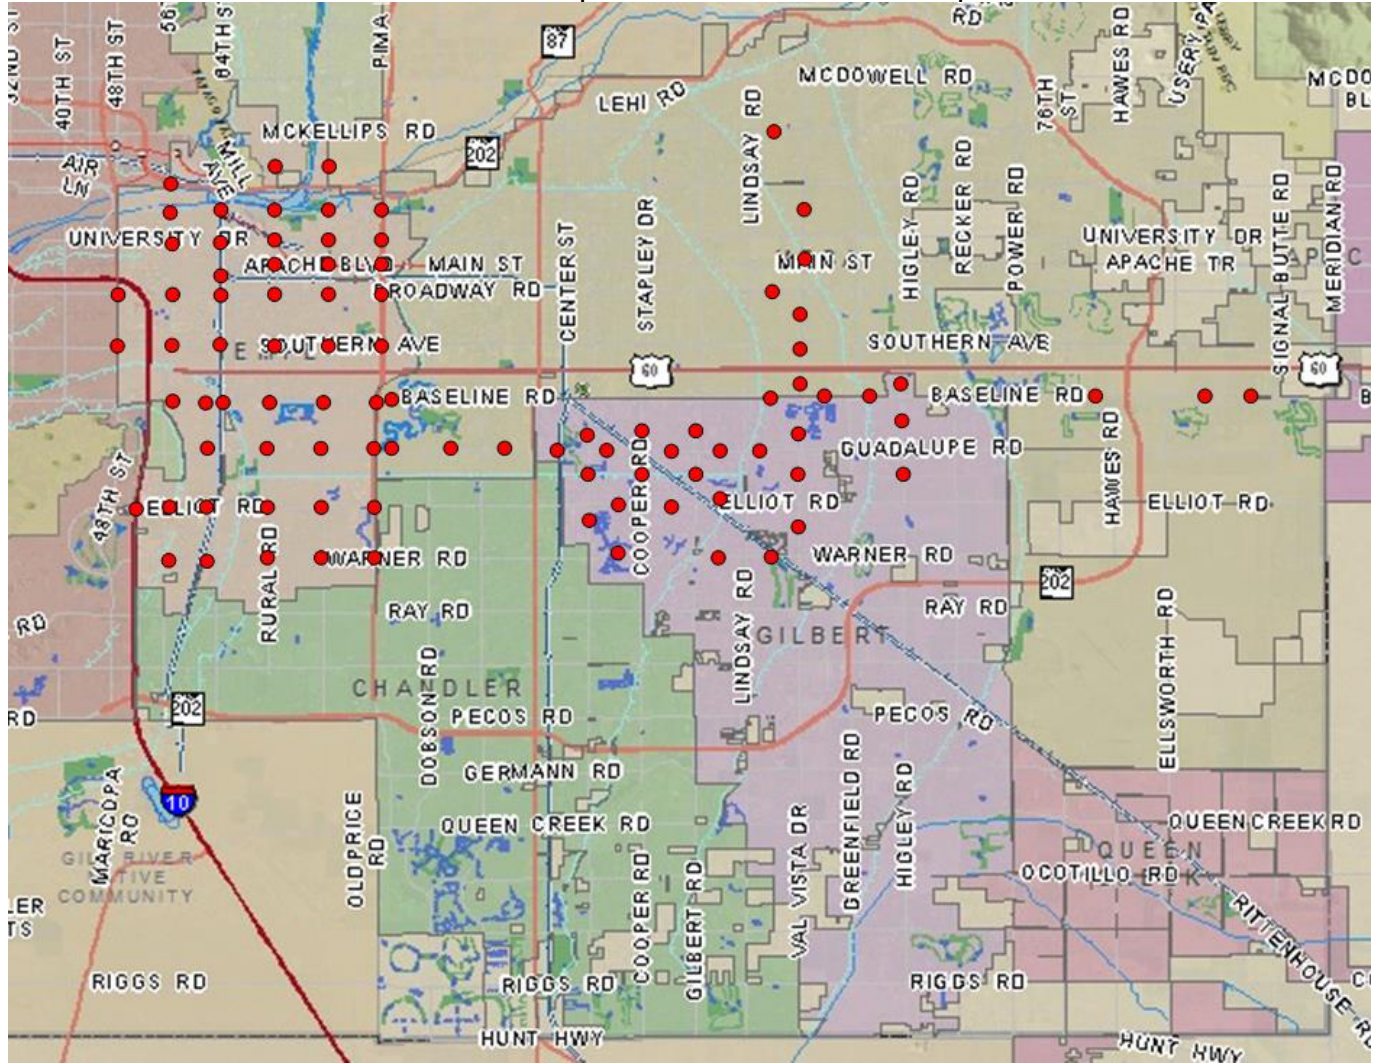 40TH ST
48TH ST
64TH S
PIMA
87
RD
HAWES RD
MCDOWELL RD
LEHI RD
LINDSAY RD
76TH
ST
MCDO
BL
MCKELLIPS RD
202
AIR
LN
MILL
AVE
UNIVERSITY DR
APACHE BLVD
MAIN ST
BROADWAY RD
CENTER ST
STAPLEY DR
MAIN ST
HIGLEY RD
RECKER RD
POWER RD
UNIVERSITY DR
APACHE TR
SIGNAL BUTTE RD
MERIDIAN RD
SOUTHERN AVE
SOUTHERN AVE
60
60
BASELINE RD
BASELINE RD
GUADALUPE RD
48TH ST
ELLIOT RD
COOPER RD
ELLIOT RD
HAWES RD
ELLIOT RD
RURAL RD
WARNER RD
WARNER RD
202
RD
RAY RD
LINDSAY RD
GILBERT
RAY RD
ELLSWORTH RD
CHANDLER
DOBSON RD
RD
202
PECOS RD
PECOS RD
GERMANN RD
10
MARICOPA
RD
OLD PRICE
RD
QUEEN CREEK RD
VAL VISTA DR
GREENFIELD RD
HIGLEY RD
QUEEN CREEK RD
QUEEN
GILA RIVER
NATIVE
COMMUNITY
OCOTILLO RD
LER
TS
COOPER RD
GILBERT RD
RITTENHOUSE RD
RIGGS RD
RIGGS RD
RIGGS RD
HUNT HWY
HUNT HWY